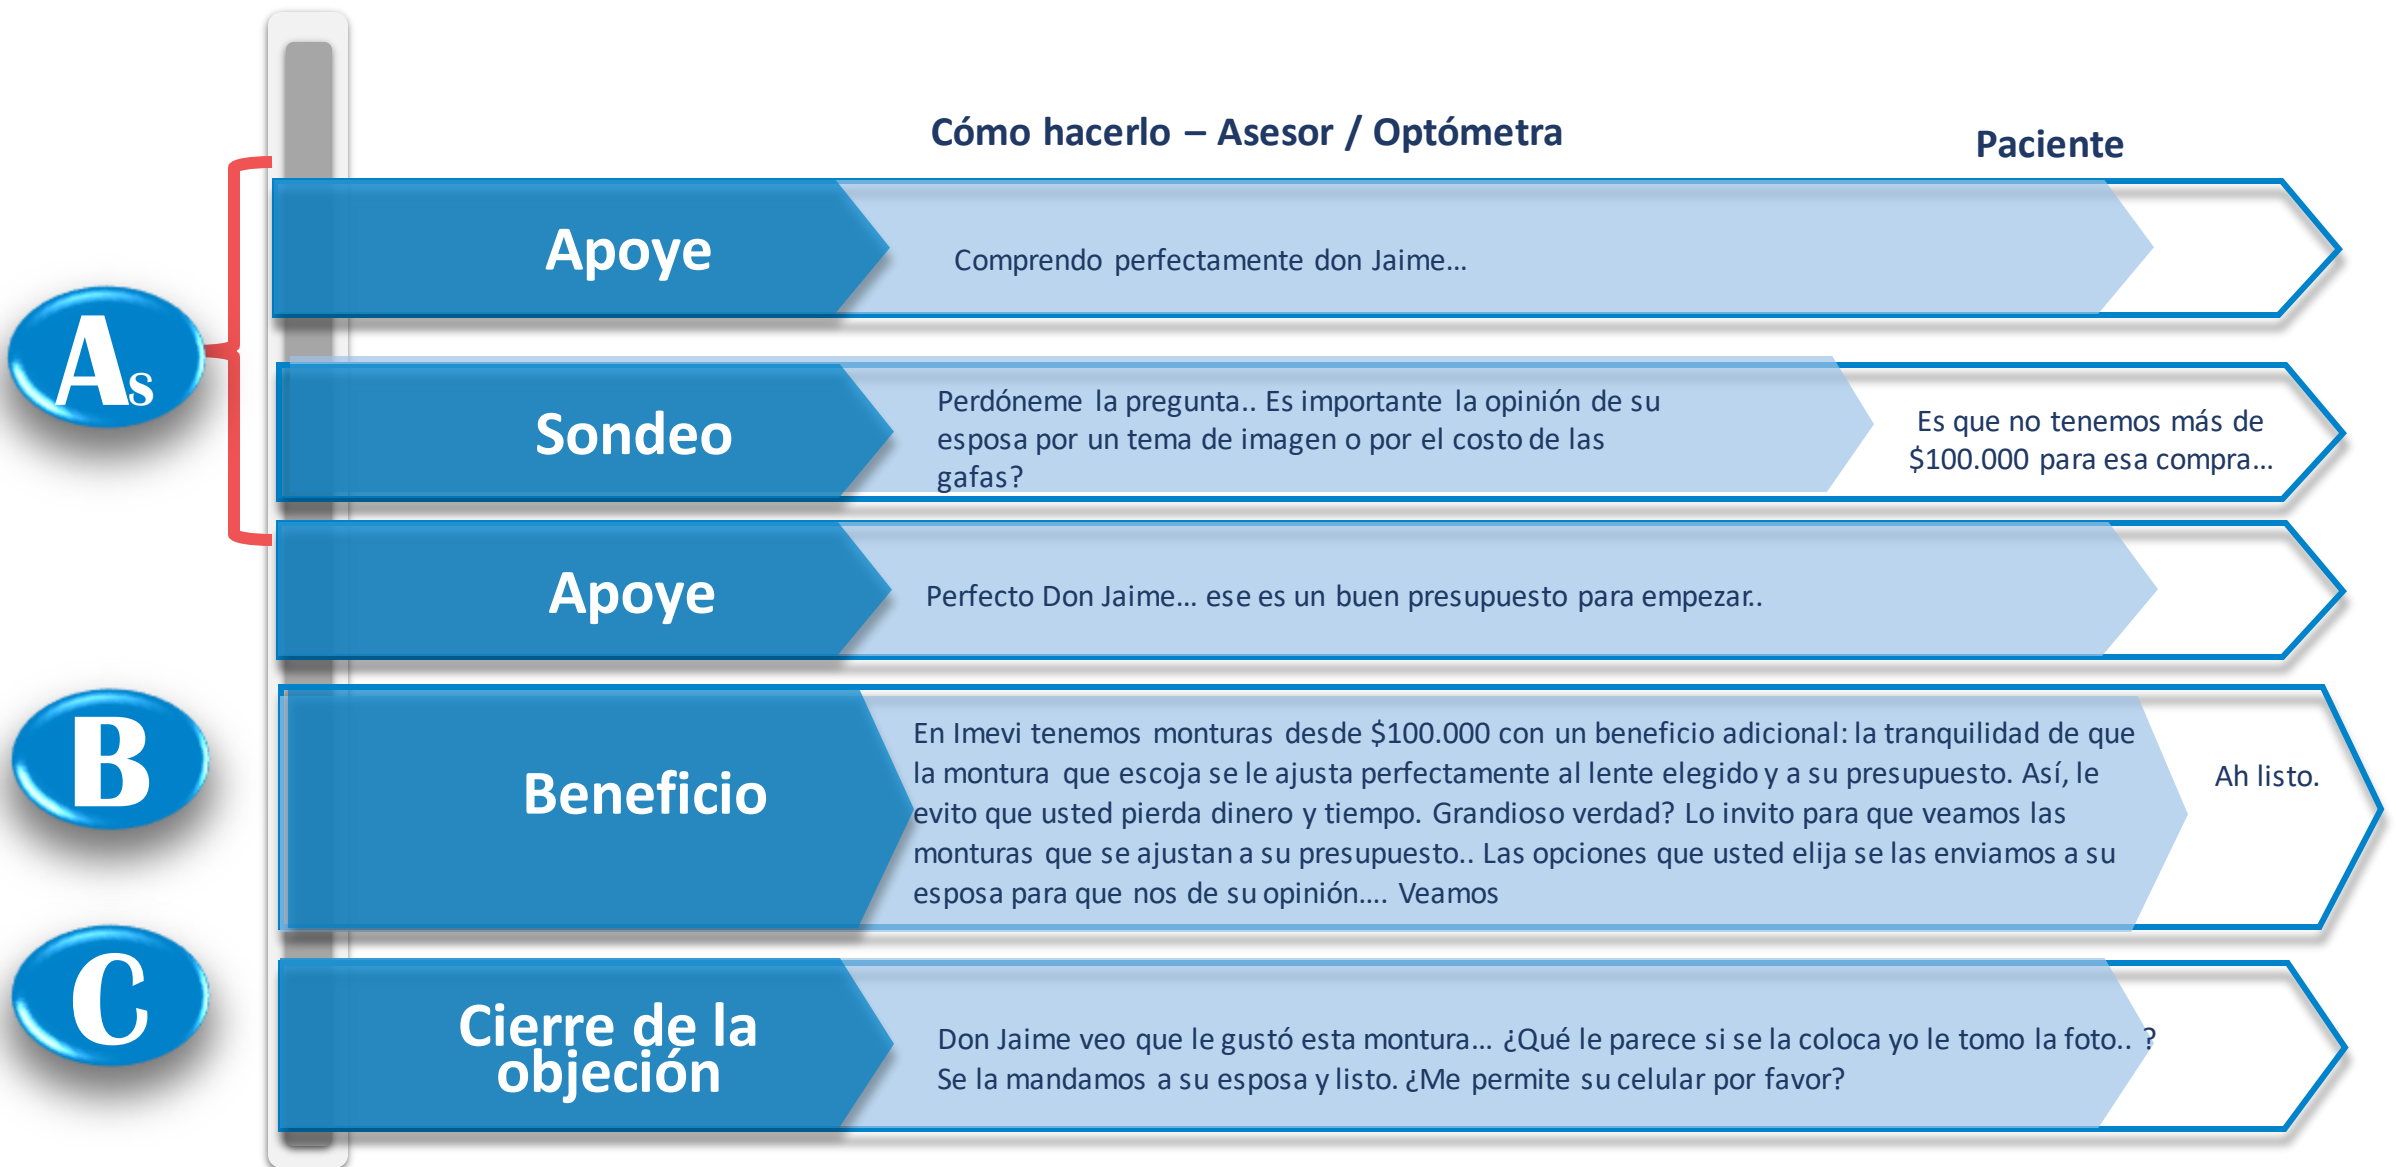 Cómo hacerlo – Asesor / Optómetra
Paciente
As
Apoye
Comprendo perfectamente don Jaime…
Sondeo
Perdóneme la pregunta.. Es importante la opinión de su
esposa por un tema de imagen o por el costo de las
gafas?
Es que no tenemos más de
$100.000 para esa compra…
Apoye
Perfecto Don Jaime… ese es un buen presupuesto para empezar..
B
Beneficio
En Imevi tenemos monturas desde $100.000 con un beneficio adicional: la tranquilidad de que
la montura que escoja se le ajusta perfectamente al lente elegido y a su presupuesto. Así, le
evito que usted pierda dinero y tiempo. Grandioso verdad? Lo invito para que veamos las
monturas que se ajustan a su presupuesto.. Las opciones que usted elija se las enviamos a su
esposa para que nos de su opinión…. Veamos
Ah listo.
C
Cierre de la
objeción
Don Jaime veo que le gustó esta montura… ¿Qué le parece si se la coloca yo le tomo la foto.. ?
Se la mandamos a su esposa y listo. ¿Me permite su celular por favor?